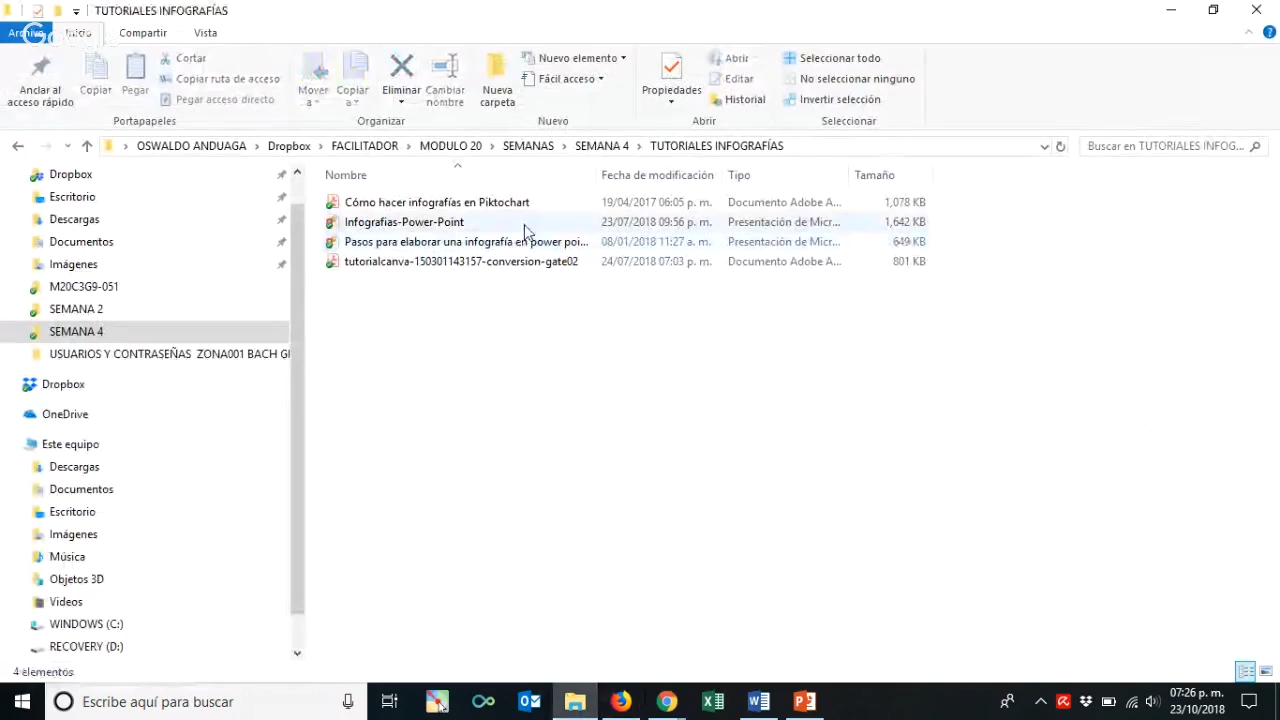 TUTORIALES INFOGRAFÍAS
Archivo Inicio Compartir Vista
Anclar al acceso rápido
Copiar
Pegar
Cortar
Copiar ruta de acceso
Pegar acceso directo
Portapapeles
Mover a
Copiar a
Eliminar
Cambiar nombre
Organizar
Nueva carpeta
Nuevo elemento
Fácil acceso
Nuevo
Propiedades
Abrir
Editar
Historial
Abrir
Seleccionar todo
No seleccionar ninguno
Invertir selección
Seleccionar
OSWALDO ANDUAGA > Dropbox > FACILITADOR > MODULO 20 > SEMANAS > SEMANA 4 > TUTORIALES INFOGRAFÍAS
Buscar en TUTORIALES INFOG...
Dropbox
Escritorio
Descargas
Documentos
Imágenes
M20C3G9-051
SEMANA 2
SEMANA 4
USUARIOS Y CONTRASEÑAS ZONA001 BACH
Dropbox
OneDrive
Este equipo
Descargas
Documentos
Escritorio
Imágenes
Música
Objetos 3D
Videos
WINDOWS (C:)
RECOVERY (D:)
Nombre Fecha de modificación Tipo Tamaño
Cómo hacer infografías en Piktochart 19/04/2017 06:05 p. m. Documento Adobe A... 1,078 KB
Infografias-Power-Point 23/07/2018 09:56 p. m. Presentación de Micr... 1,642 KB
Pasos para elaborar una infografía en power poi... 08/01/2018 11:27 a. m. Presentación de Micr... 649 KB
tutorialcanva-150301143157-conversion-gate02 24/07/2018 07:03 p. m. Documento Adobe A... 801 KB
4 elementos
Escribe aquí para buscar
07:26 p. m.
23/10/2018